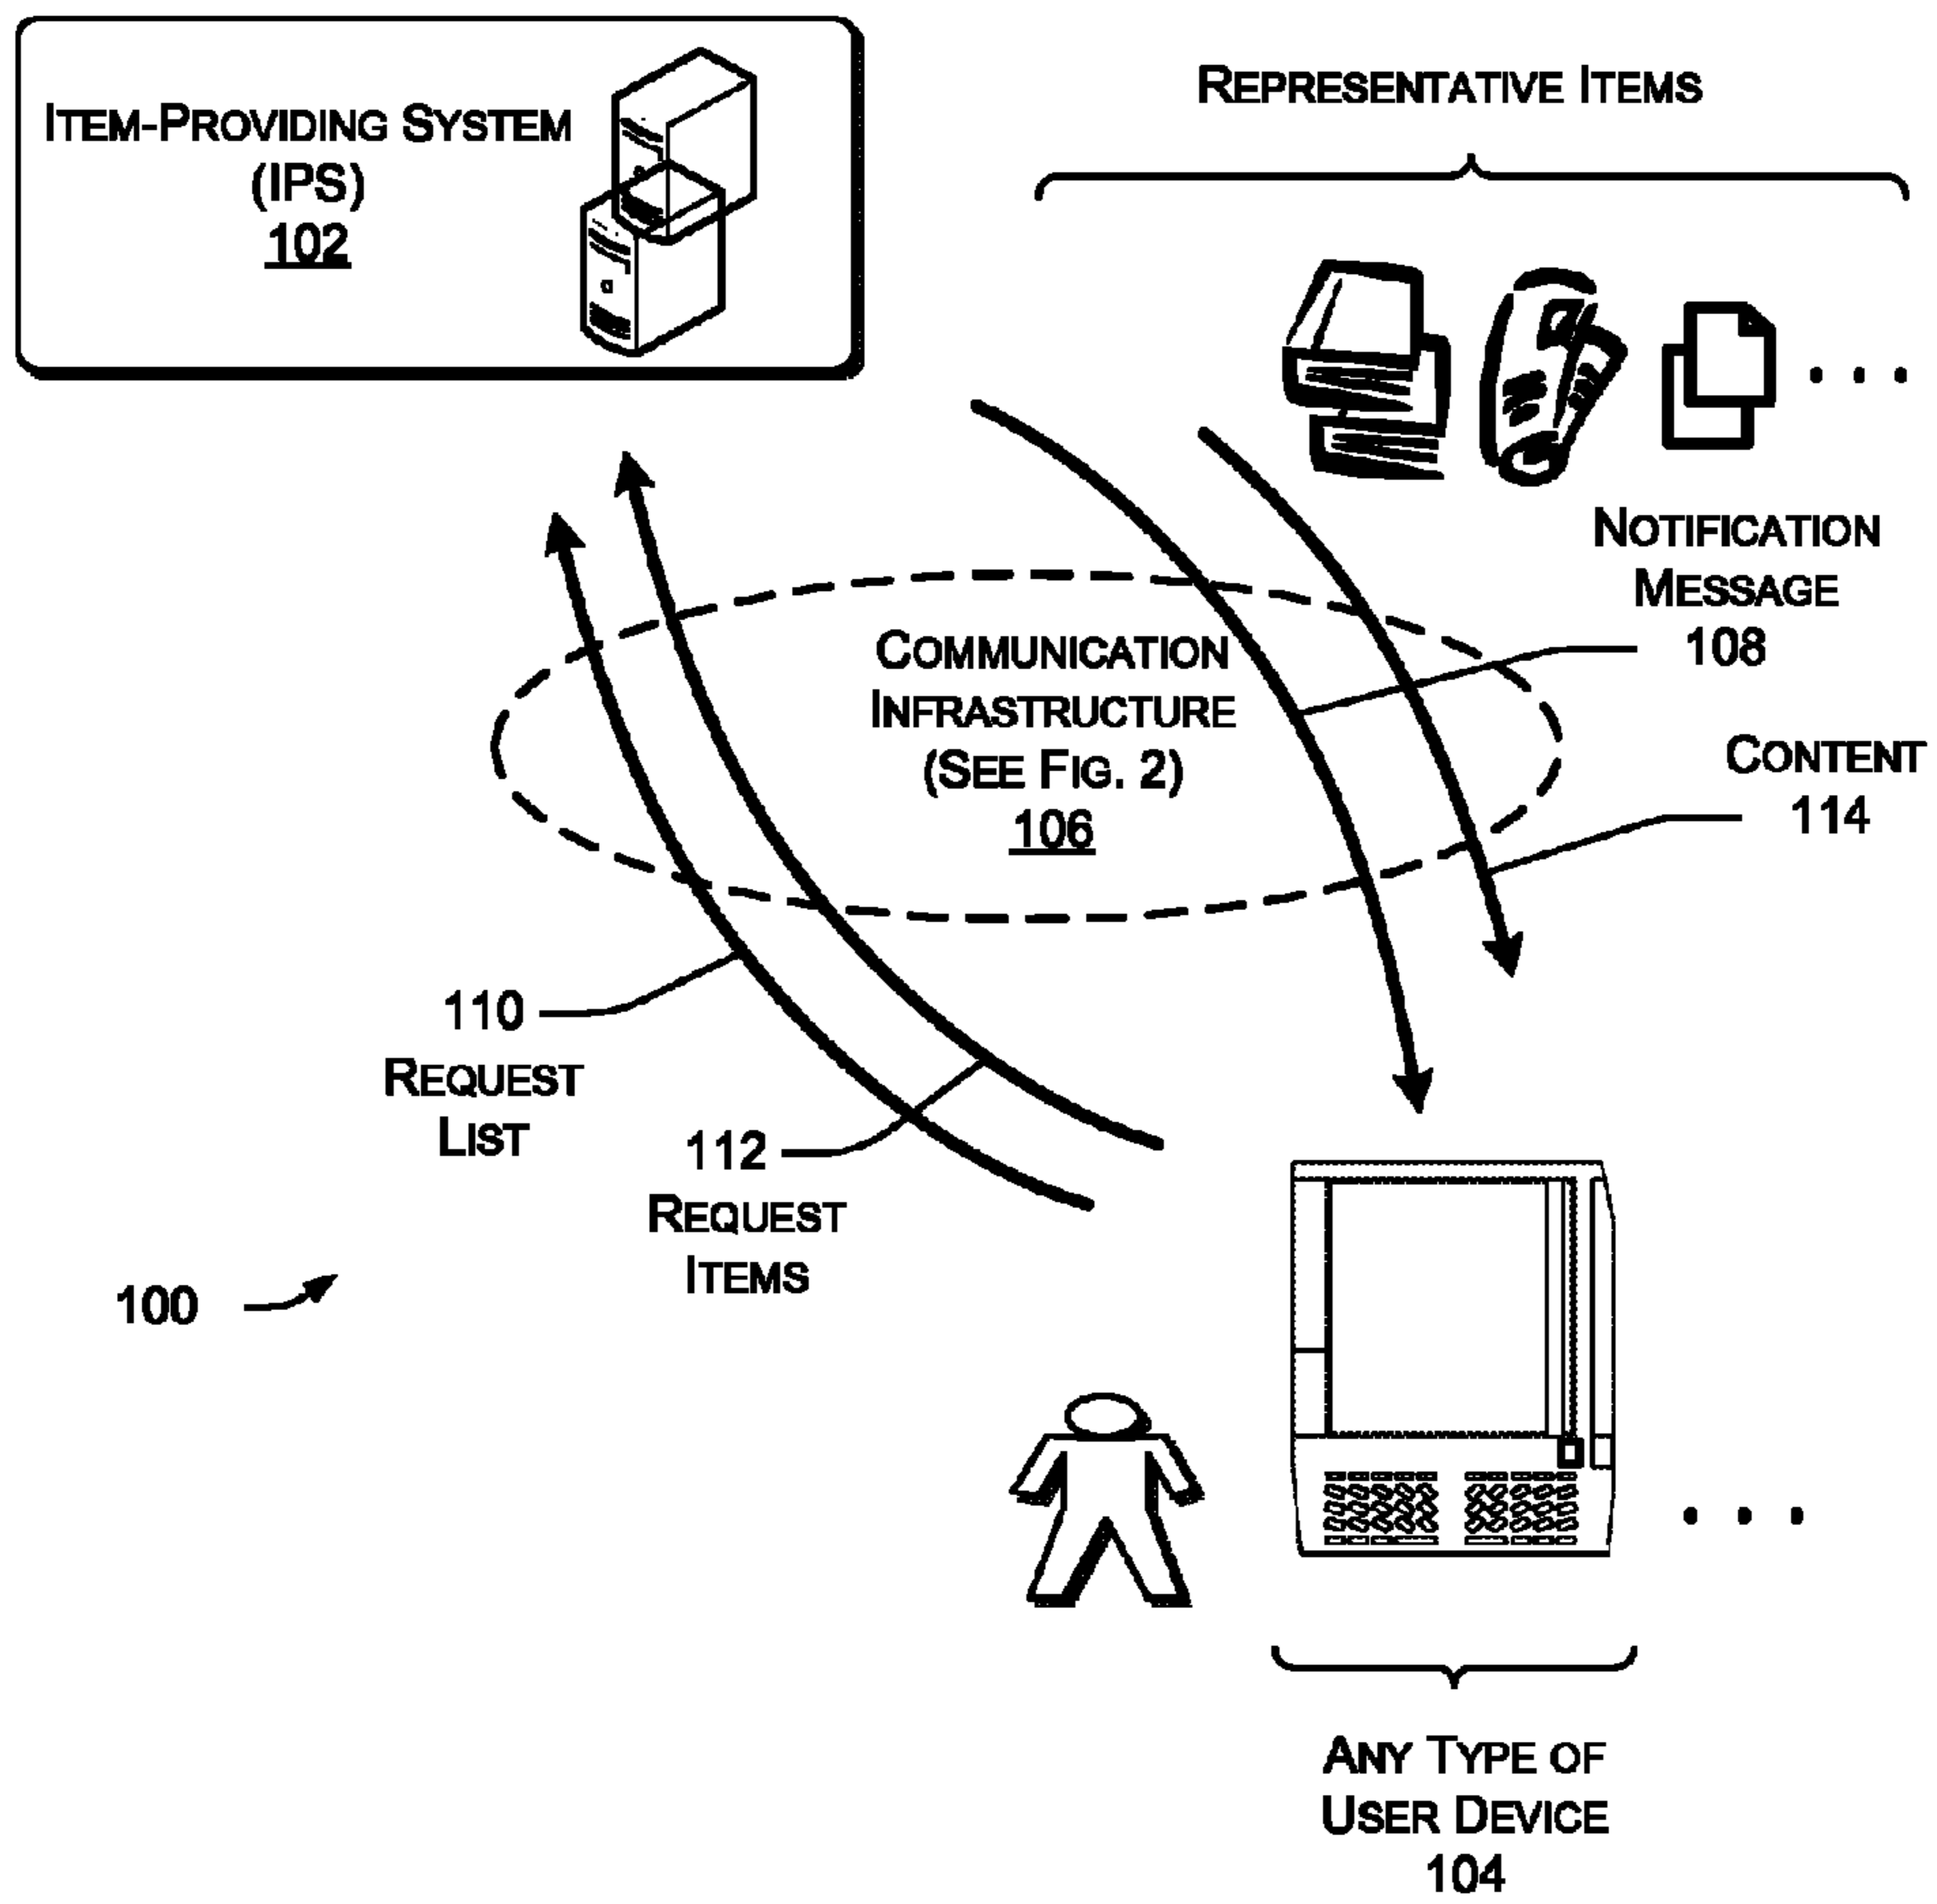 ITEM-PROVIDING SYSTEM
(IPS)
102
REPRESENTATIVE ITEMS
NOTIFICATION
MESSAGE
108
COMMUNICATION
INFRASTRUCTURE
(SEE FIG. 2)
106
CONTENT
114
110
REQUEST
LIST
112
REQUEST
ITEMS
100
ANY TYPE OF
USER DEVICE
104